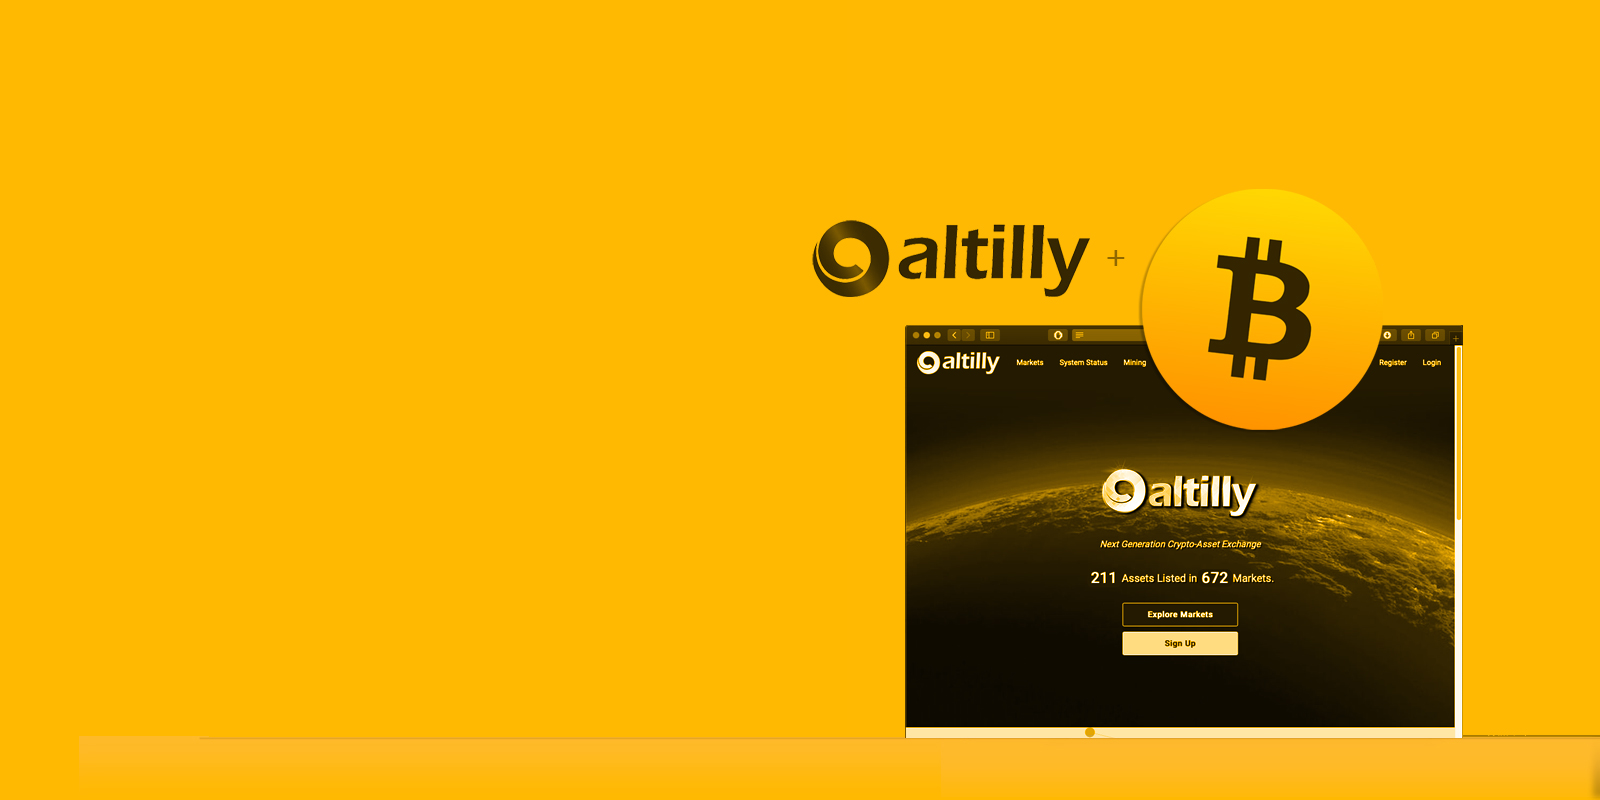 altilly +
altilly Markets System Status Mining Register Login
altilly
Next Generation Crypto-Asset Exchange
211 Assets Listed in 672 Markets.
Explore Markets
Sign Up